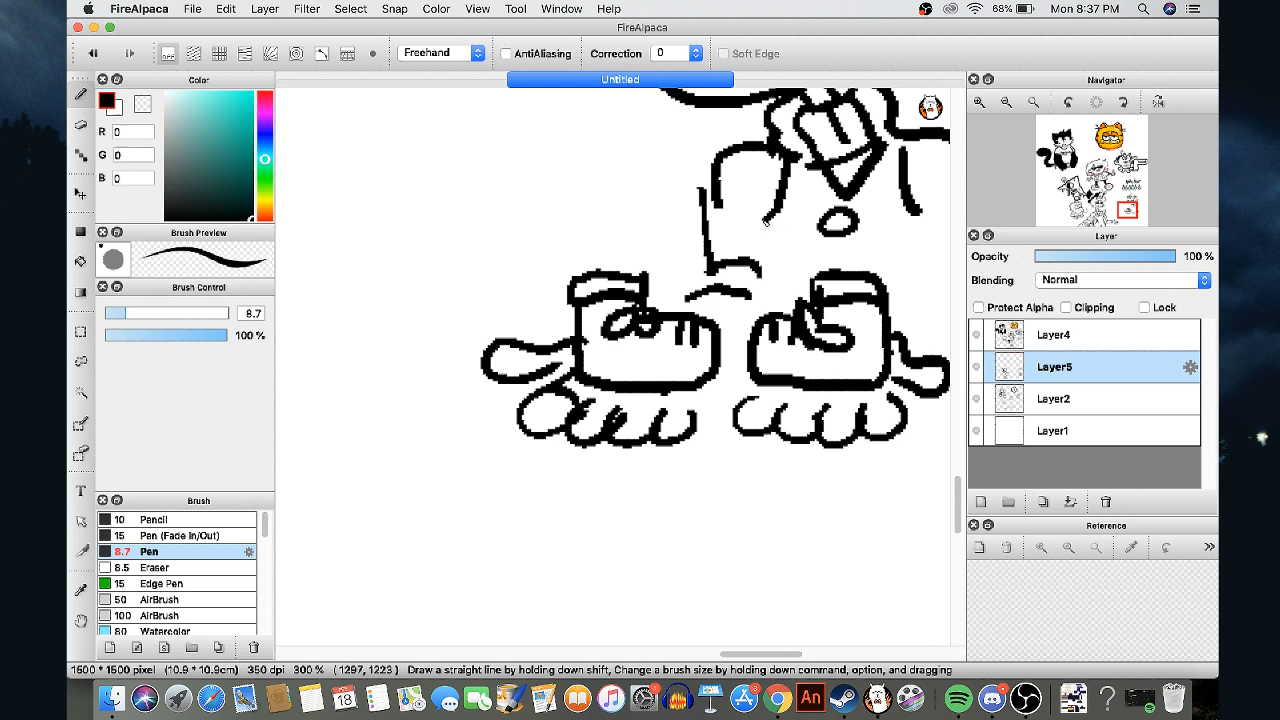 FireAlpaca File Edit Layer Filter Select Snap Color View Tool Window Help 68% Mon 8:37 PM
FireAlpaca
OFF Freehand AntiAliasing Correction 0 Soft Edge
Color Untitled Navigator
R 0
G 0
B 0
Brush Preview
Layer
Opacity 100 %
Blending Normal
Brush Control
Protect Alpha Clipping Lock
8.7
100 %
Layer4
Layer5
Layer2
Layer1
Brush
10 Pencil
15 Pen (Fade In/Out)
8.7 Pen
8.5 Eraser
15 Edge Pen
50 AirBrush
100 AirBrush
80 Watercolor
T
Reference
1500 * 1500 pixel (10.9 * 10.9cm) 350 dpi 300 % ( 1297, 1223 ) Draw a straight line by holding down shift, Change a brush size by holding down command, option, and dragging
An